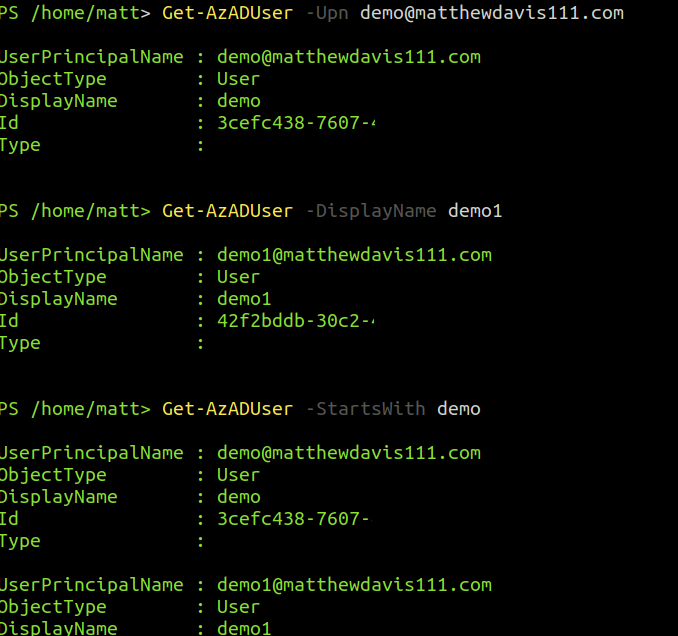 PS /home/matt> Get-AzADUser -Upn demo@matthewdavis111.com
UserPrincipalName : demo@matthewdavis111.com
ObjectType        : User
DisplayName       : demo
Id                : 3cefc438-7607-4
Type              :
PS /home/matt> Get-AzADUser -DisplayName demo1
UserPrincipalName : demo1@matthewdavis111.com
ObjectType        : User
DisplayName       : demo1
Id                : 42f2bddb-30c2-4
Type              :
PS /home/matt> Get-AzADUser -StartsWith demo
UserPrincipalName : demo@matthewdavis111.com
ObjectType        : User
DisplayName       : demo
Id                : 3cefc438-7607-
Type              :
UserPrincipalName : demo1@matthewdavis111.com
ObjectType        : User
DisplayName       : demo1